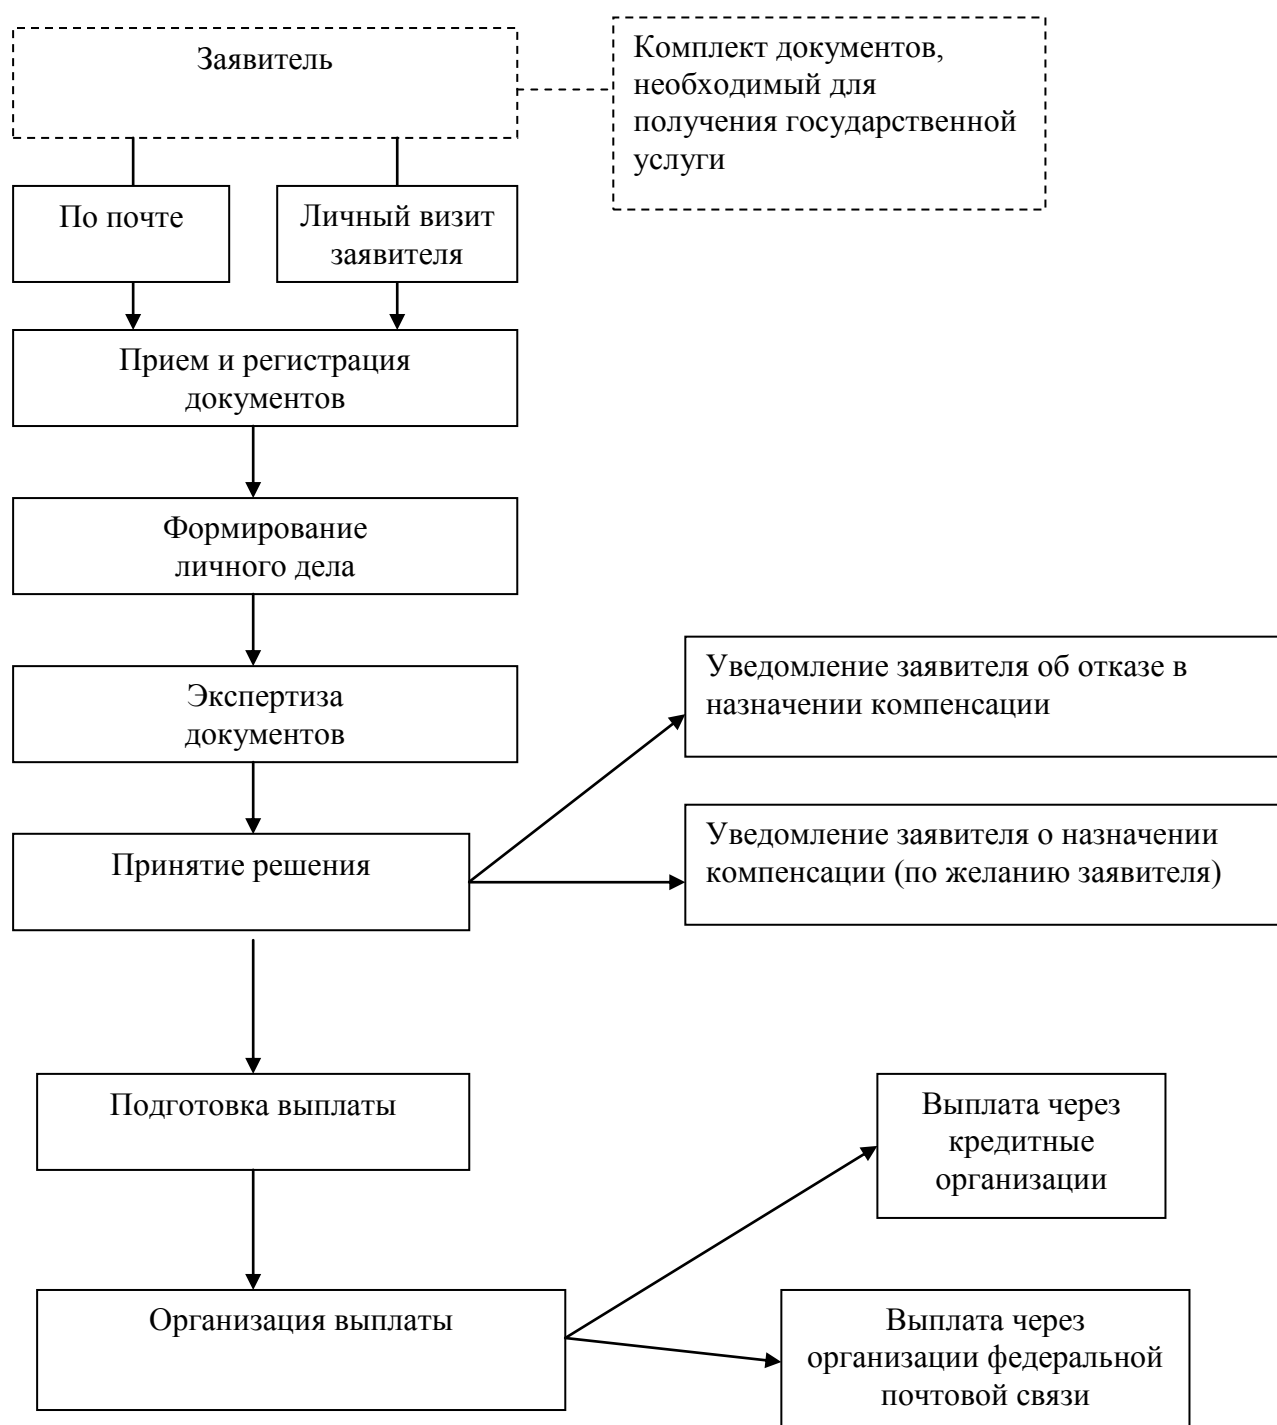 Заявитель
Комплект документов,
необходимый для
получения государственной
услуги
По почте
Личный визит
заявителя
Прием и регистрация
документов
Формирование
личного дела
Экспертиза
документов
Уведомление заявителя об отказе в
назначении компенсации
Принятие решения
Уведомление заявителя о назначении
компенсации (по желанию заявителя)
Подготовка выплаты
Выплата через
кредитные
организации
Организация выплаты
Выплата через
организации федеральной
почтовой связи